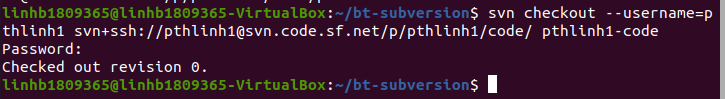 linhb1809365@linhb1809365-VirtualBox:~/bt-subversion$ svn checkout --username=p
thlinh1 svn+ssh://pthlinh1@svn.code.sf.net/p/pthlinh1/code/ pthlinh1-code
Password:
Checked out revision 0.
linhb1809365@linhb1809365-VirtualBox:~/bt-subversion$